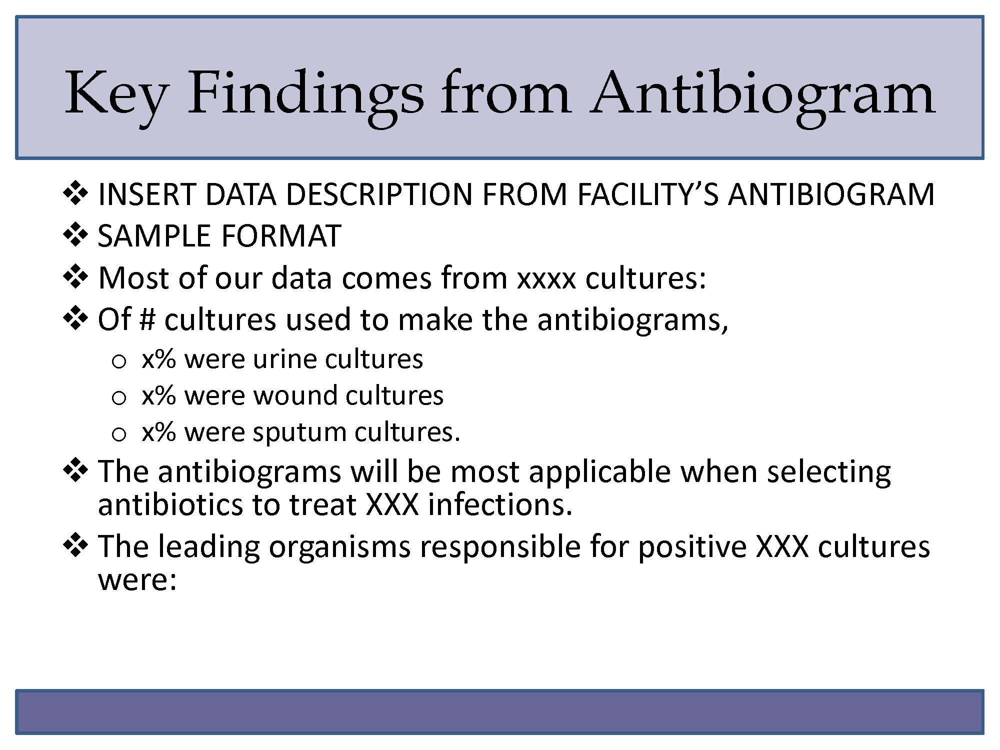 Key Findings from Antibiogram
❖ INSERT DATA DESCRIPTION FROM FACILITY’S ANTIBIOGRAM
❖ SAMPLE FORMAT
❖ Most of our data comes from xxxx cultures:
❖ Of # cultures used to make the antibiograms,
o x% were urine cultures
o x% were wound cultures
o x% were sputum cultures.
❖ The antibiograms will be most applicable when selecting
antibiotics to treat XXX infections.
❖ The leading organisms responsible for positive XXX cultures
were: